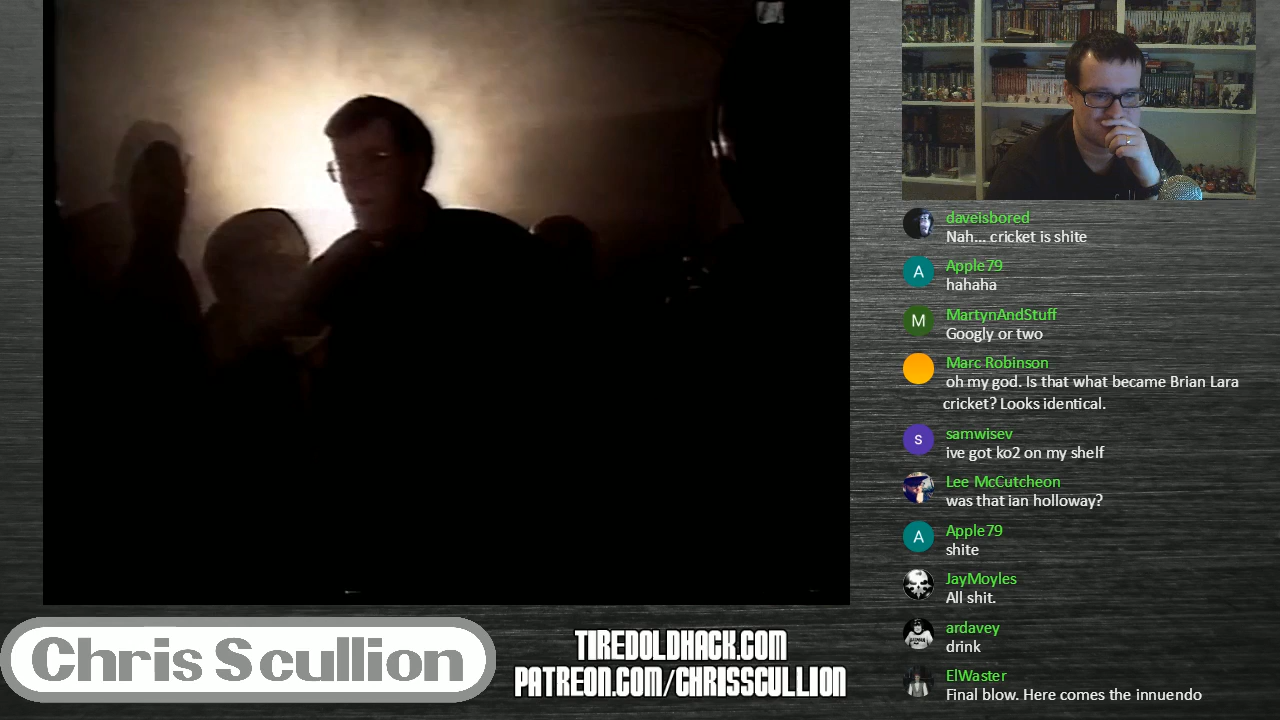 daveisbored
Nah... cricket is shite
A
Apple79
hahaha
M
MartynAndStuff
Googly or two
Marc Robinson
oh my god. Is that what became Brian Lara
cricket? Looks identical.
s
samwisev
ive got ko2 on my shelf
Lee McCutcheon
was that ian holloway?
A
Apple79
shite
JayMoyles
All shit.
ardavey
drink
ElWaster
Final blow. Here comes the innuendo
Chris Scullion
TIREDOLDHACK.COM
PATREON.COM/CHRISSCULLION